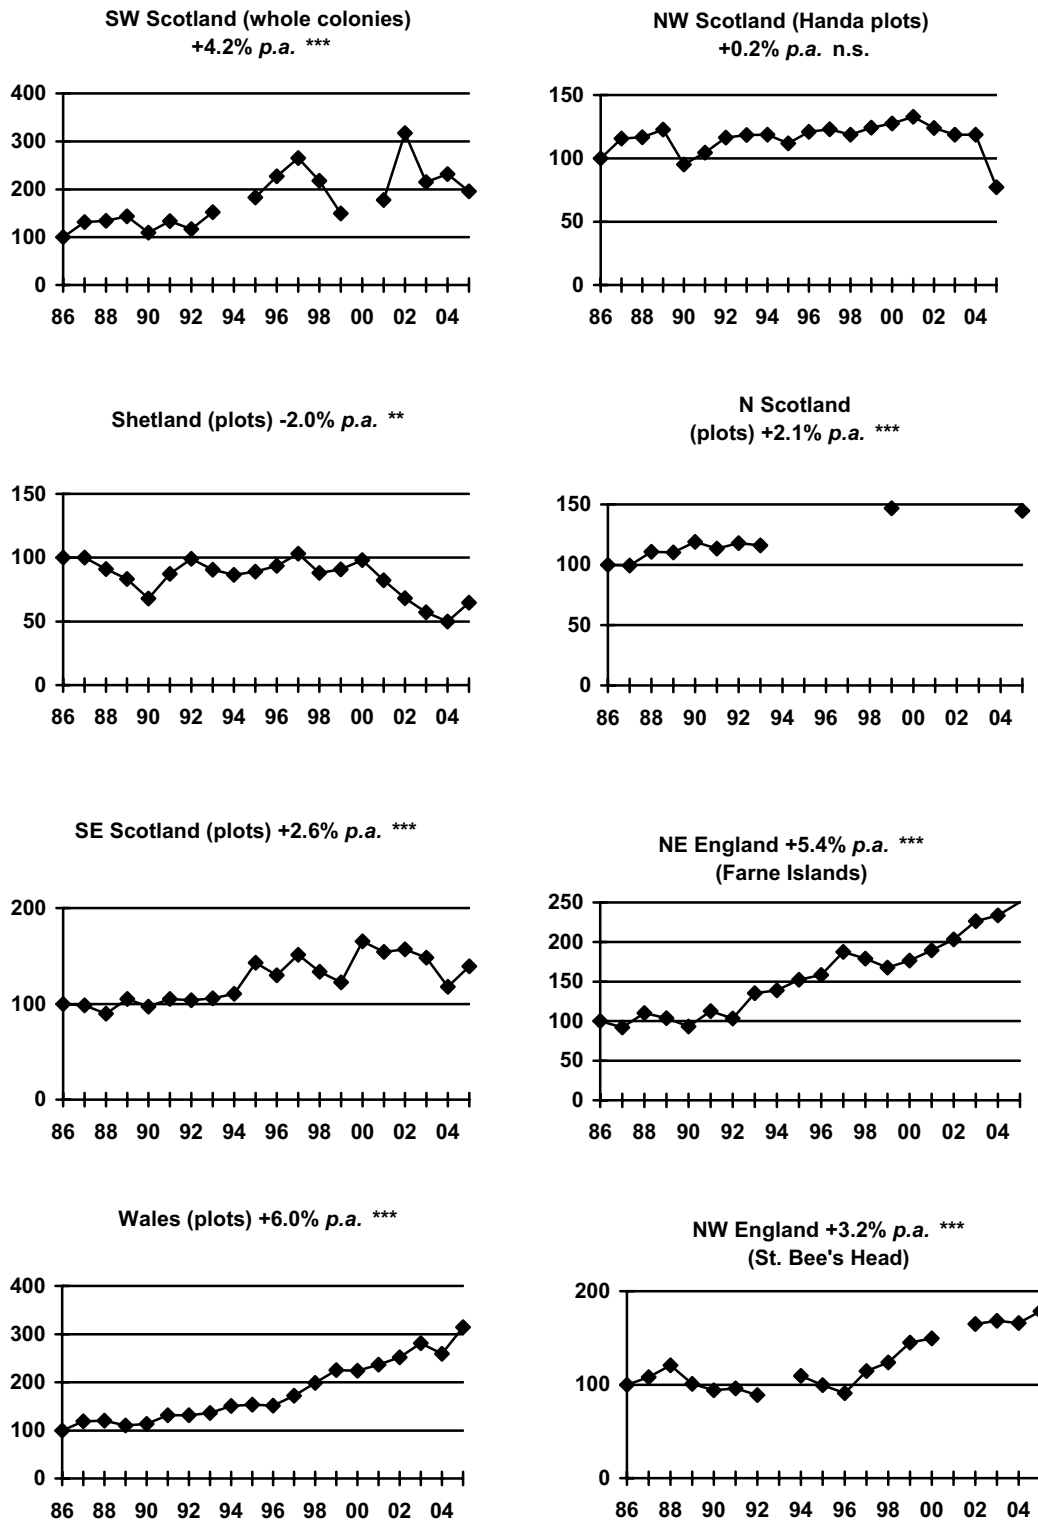 SW Scotland (whole colonies)
+4.2% p.a. ***
400
300
200
100
0
86 88 90 92 94 96 98 00 02 04
NW Scotland (Handa plots)
+0.2% p.a. n.s.
150
100
50
0
86 88 90 92 94 96 98 00 02 04
Shetland (plots) -2.0% p.a. **
150
100
50
0
86 88 90 92 94 96 98 00 02 04
N Scotland
(plots) +2.1% p.a. ***
150
100
50
0
86 88 90 92 94 96 98 00 02 04
SE Scotland (plots) +2.6% p.a. ***
200
100
0
86 88 90 92 94 96 98 00 02 04
NE England +5.4% p.a. ***
(Farne Islands)
250
200
150
100
50
0
86 88 90 92 94 96 98 00 02 04
Wales (plots) +6.0% p.a. ***
400
300
200
100
0
86 88 90 92 94 96 98 00 02 04
NW England +3.2% p.a. ***
(St. Bee's Head)
200
100
0
86 88 90 92 94 96 98 00 02 04